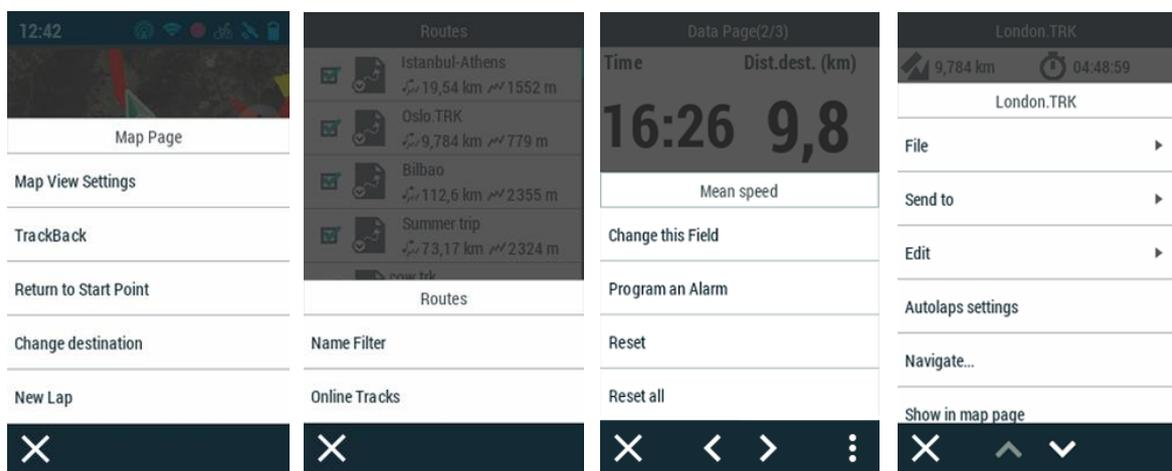 12:42
Map Page
Map View Settings
TrackBack
Return to Start Point
Change destination
New Lap
Routes
Istanbul-Athens
19,54 km 1552 m
Oslo.TRK
9,784 km 779 m
Bilbao
112,6 km 2355 m
Summer trip
73,17 km 2324 m
cow.trk
Routes
Name Filter
Online Tracks
Data Page(2/3)
Time Dist.dest. (km)
16:26 9,8
Mean speed
Change this Field
Program an Alarm
Reset
Reset all
London.TRK
9,784 km 04:48:59
London.TRK
File
Send to
Edit
Autolaps settings
Navigate...
Show in map page